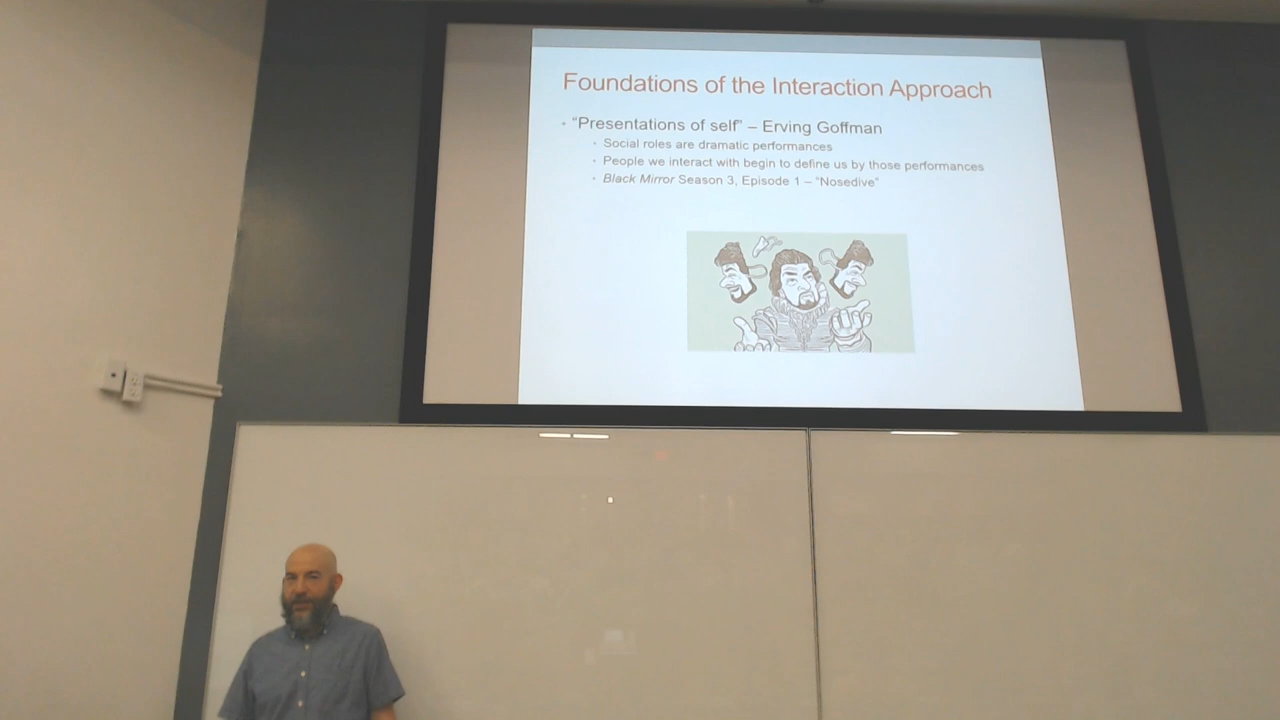 Foundations of the Interaction Approach
• "Presentations of self" – Erving Goffman
• Social roles are dramatic performances
• People we interact with begin to define us by those performances
• Black Mirror Season 3, Episode 1 – "Nosedive"